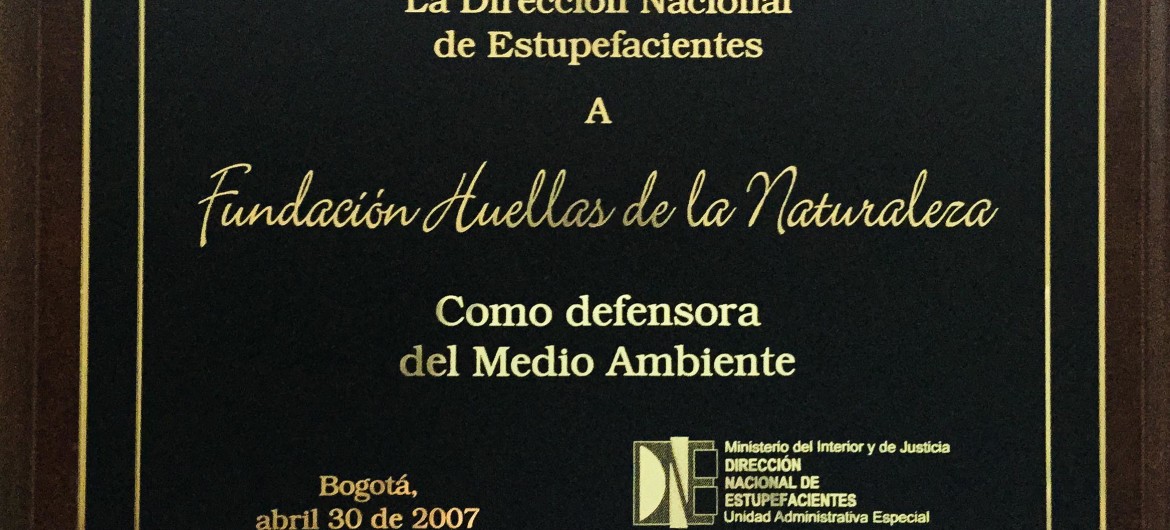 La Dirección Nacional
de Estupefacientes
A
Fundación Huellas de la Naturaleza
Como defensora
del Medio Ambiente
Bogotá,
abril 30 de 2007
DNE
Ministerio del Interior y de Justicia
DIRECCIÓN
NACIONAL DE
ESTUPEFACIENTES
Unidad Administrativa Especial